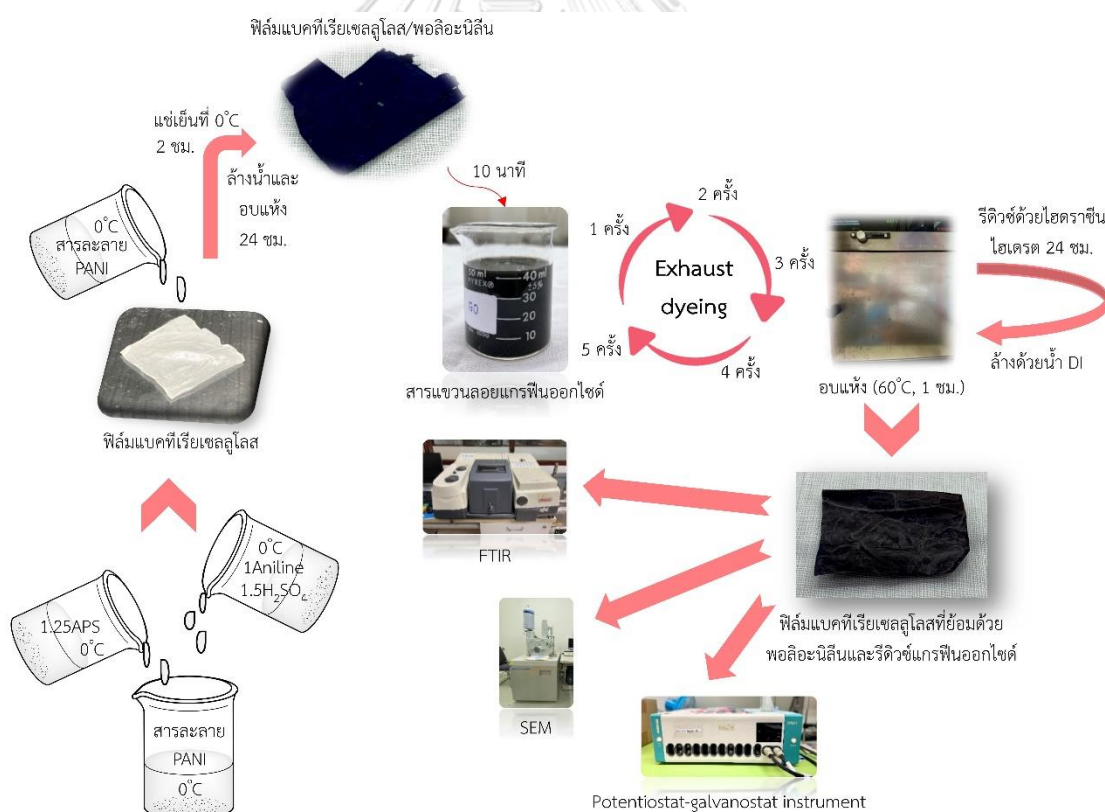 ฟิล์มแบคทีเรียเซลลูโลส/พอลิอะนิลีน
แช่เย็นที่ 0°C
2 ชม.
ล้างน้ำและ
อบแห้ง
24 ชม.
0°C
สารละลาย
PANI
ฟิล์มแบคทีเรียเซลลูโลส
0°C
1Aniline
1.5H₂SO₄
1.25APS
0°C
สารละลาย
PANI
0°C
10 นาที
50 ml
PYREX®
40 ml
±5%
30
20
10
GO
สารแขวนลอยแกรฟีนออกไซด์
1 ครั้ง
2 ครั้ง
3 ครั้ง
4 ครั้ง
5 ครั้ง
Exhaust
dyeing
อบแห้ง (60°C, 1 ชม.)
รีดิวซ์ด้วยไฮดราซีน
ไฮเดรต 24 ชม.
ล้างด้วยน้ำ DI
ฟิล์มแบคทีเรียเซลลูโลสที่ย้อมด้วย
พอลิอะนิลีนและรีดิวซ์แกรฟีนออกไซด์
FTIR
SEM
Potentiostat-galvanostat instrument